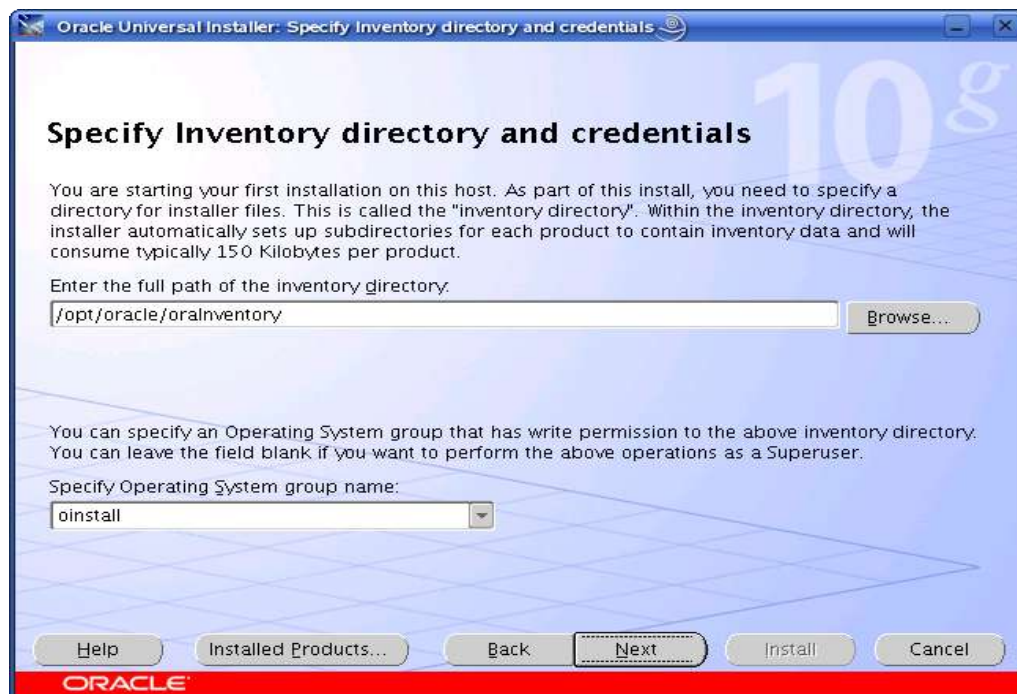 Oracle Universal Installer: Specify Inventory directory and credentials
10g
Specify Inventory directory and credentials
You are starting your first installation on this host. As part of this install, you need to specify a
directory for installer files. This is called the "inventory directory". Within the inventory directory, the
installer automatically sets up subdirectories for each product to contain inventory data and will
consume typically 150 Kilobytes per product.
Enter the full path of the inventory directory:
/opt/oracle/oraInventory
Browse...
You can specify an Operating System group that has write permission to the above inventory directory.
You can leave the field blank if you want to perform the above operations as a Superuser.
Specify Operating System group name:
oinstall
Help
Installed Products...
Back
Next
Install
Cancel
ORACLE